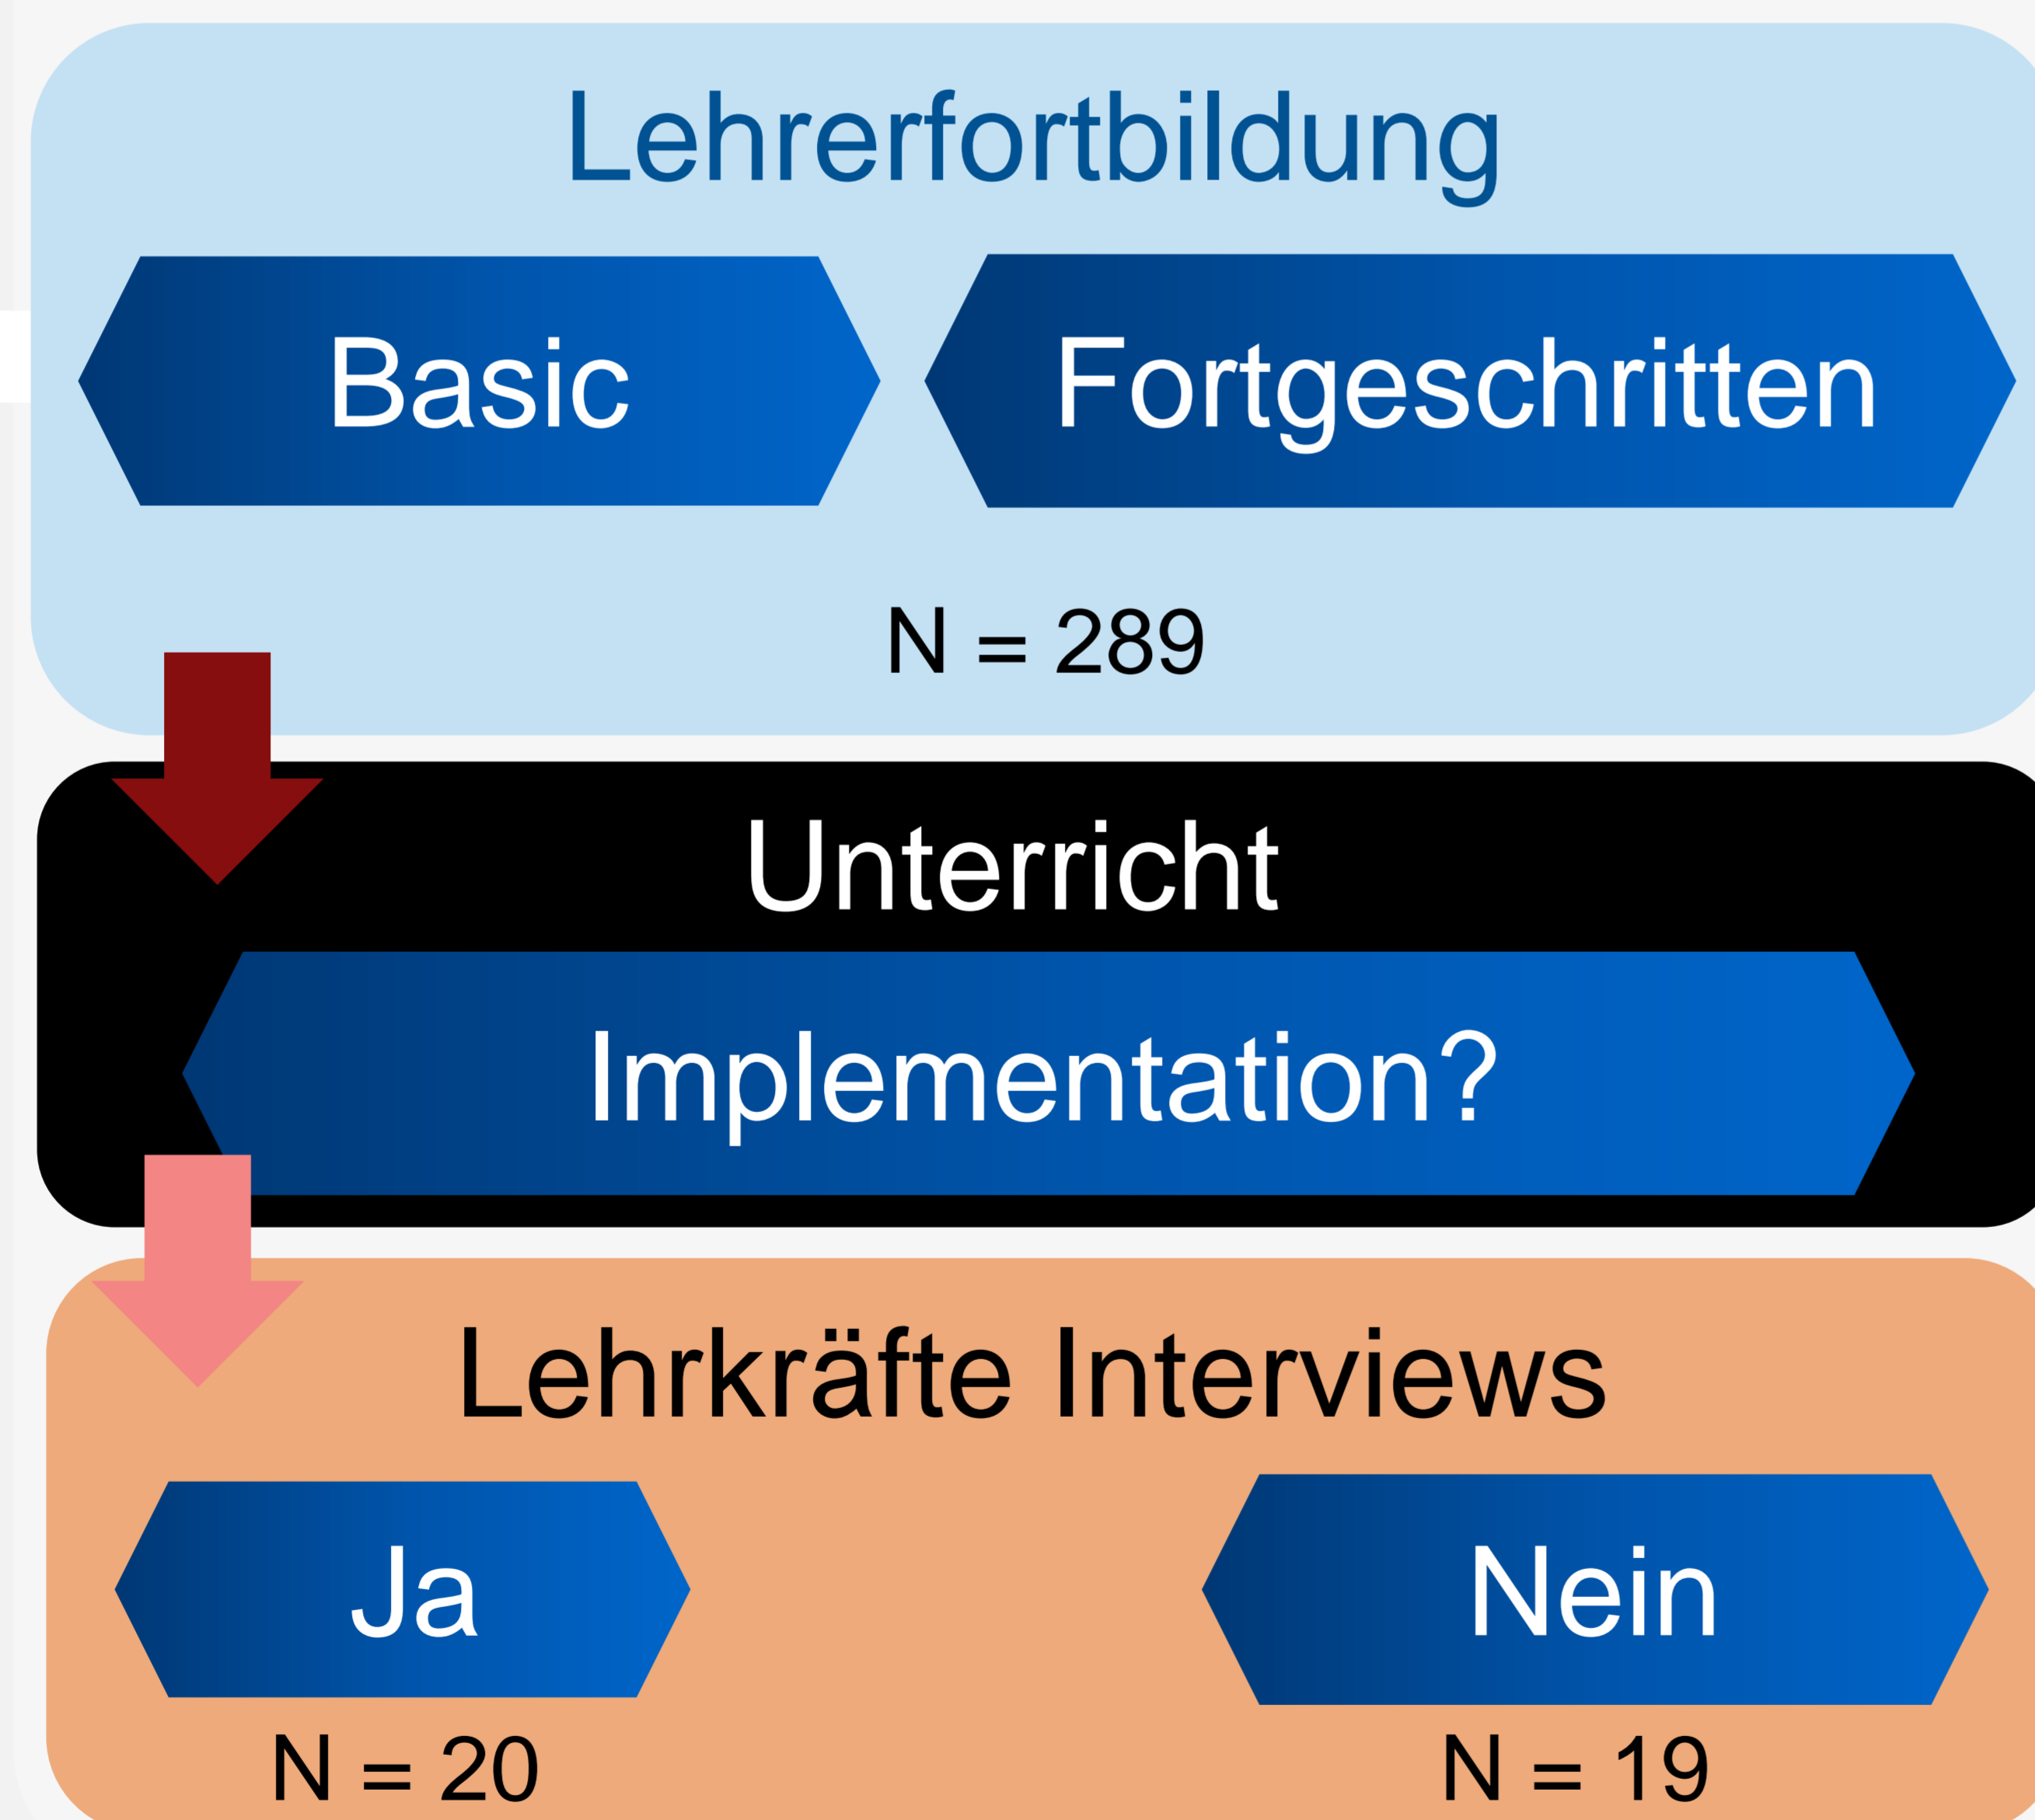 Lehrerfortbildung
Basic
Fortgeschritten
N = 289
Unterricht
Implementation?
Lehrkräfte Interviews
Ja
Nein
N = 20
N = 19